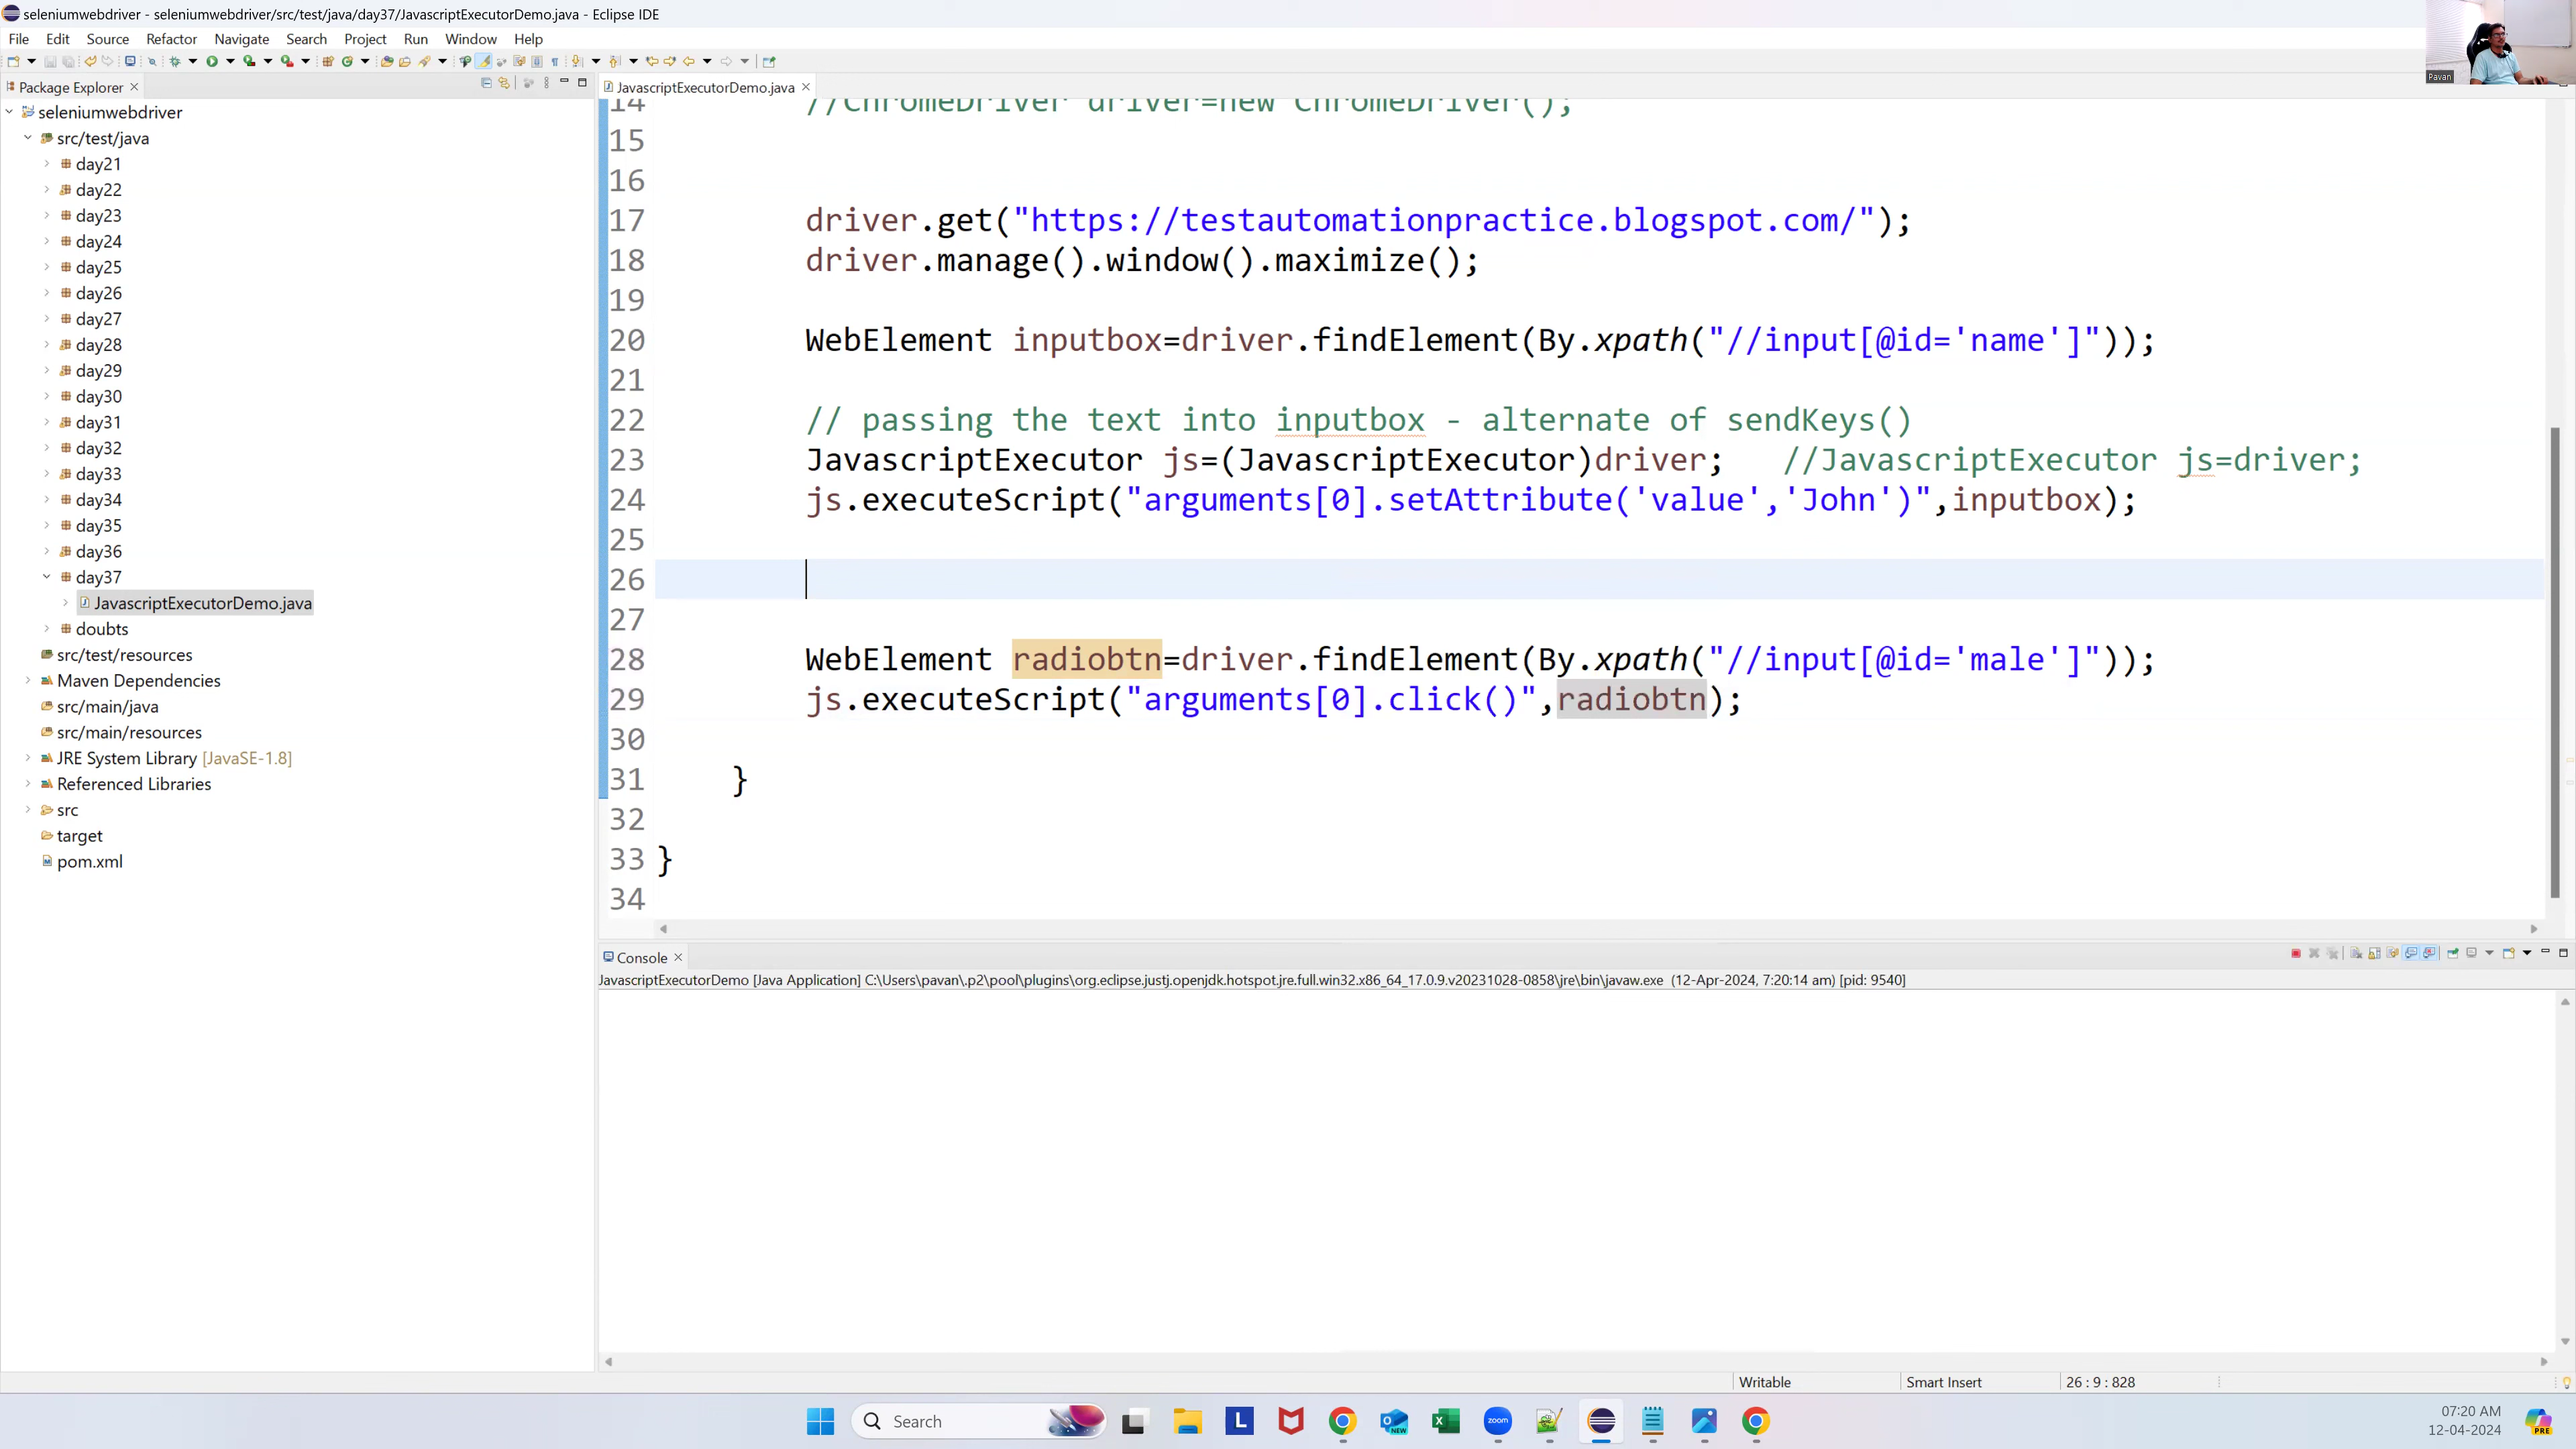 seleniumwebdriver - seleniumwebdriver/src/test/java/day37/JavascriptExecutorDemo.java - Eclipse IDE
File Edit Source Refactor Navigate Search Project Run Window Help
Pavan
Package Explorer
seleniumwebdriver
src/test/java
day21
day22
day23
day24
day25
day26
day27
day28
day29
day30
day31
day32
day33
day34
day35
day36
day37
JavascriptExecutorDemo.java
doubts
src/test/resources
Maven Dependencies
src/main/java
src/main/resources
JRE System Library [JavaSE-1.8]
Referenced Libraries
src
target
pom.xml
JavascriptExecutorDemo.java
14 //ChromeDriver driver=new ChromeDriver();
15
16
17 driver.get("https://testautomationpractice.blogspot.com/");
18 driver.manage().window().maximize();
19
20 WebElement inputbox=driver.findElement(By.xpath("//input[@id='name']"));
21
22 // passing the text into inputbox - alternate of sendKeys()
23 JavascriptExecutor js=(JavascriptExecutor)driver; //JavascriptExecutor js=driver;
24 js.executeScript("arguments[0].setAttribute('value','John')",inputbox);
25
26
27
28 WebElement radiobtn=driver.findElement(By.xpath("//input[@id='male']"));
29 js.executeScript("arguments[0].click()",radiobtn);
30
31 }
32
33 }
34
Console
JavascriptExecutorDemo [Java Application] C:\Users\pavan\.p2\pool\plugins\org.eclipse.justj.openjdk.hotspot.jre.full.win32.x86_64_17.0.9.v20231028-0858\jre\bin\javaw.exe (12-Apr-2024, 7:20:14 am) [pid: 9540]
Writable Smart Insert 26 : 9 : 828
Search
L
NEW
zoom
07:20 AM
12-04-2024
PRE